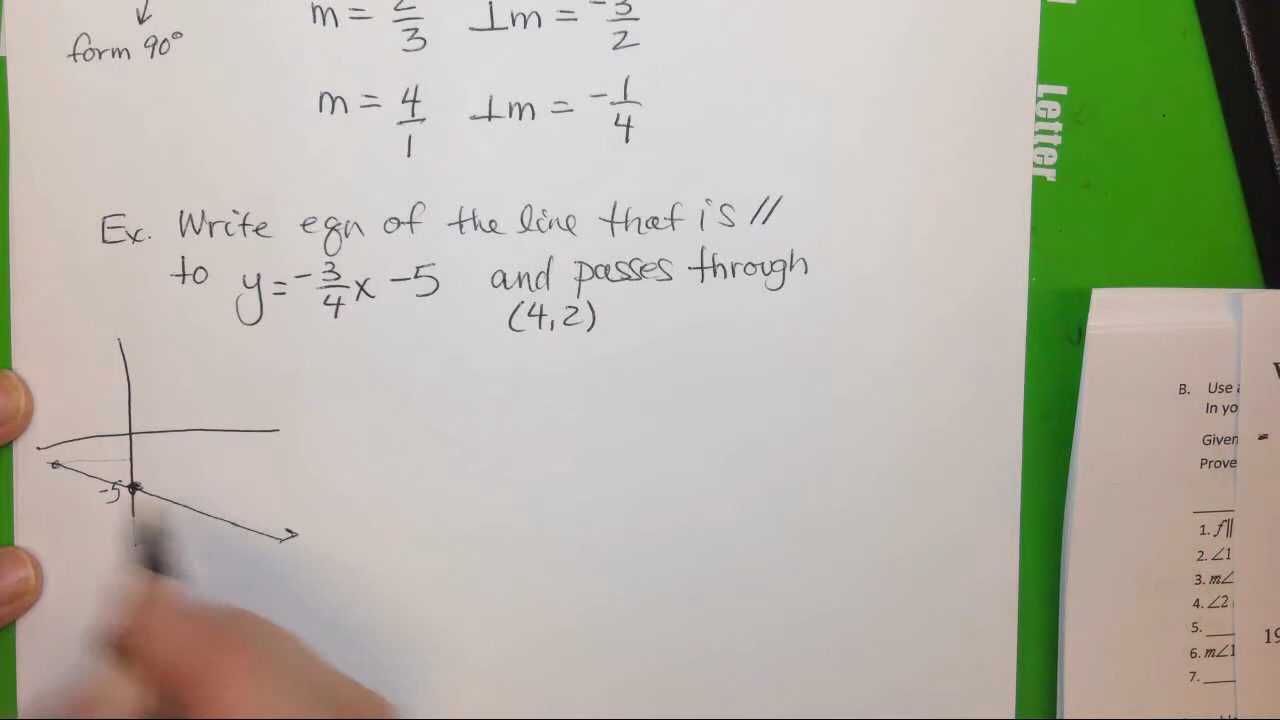 form 90°
m = 2/3 ⊥m = -3/2
m = 4/1 ⊥m = -1/4
Ex. Write eqn of the line that is //
to y = -3/4 x - 5 and passes through
(4,2)
-5
Letter
B. Use
In yo
Given
Prove
1. f||
2. ∠1
3. m∠
4. ∠2
5.
6. m∠1
7.
19